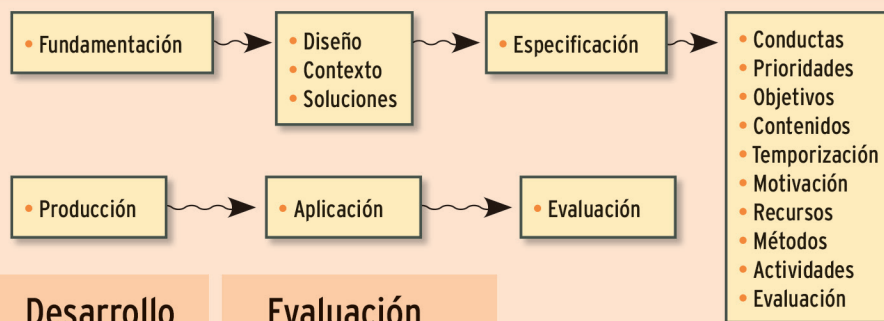 • Fundamentación
• Diseño
• Contexto
• Soluciones
• Especificación
• Conductas
• Prioridades
• Objetivos
• Contenidos
• Temporización
• Motivación
• Recursos
• Métodos
• Actividades
• Evaluación
• Producción
• Aplicación
• Evaluación
Desarrollo
Evaluación